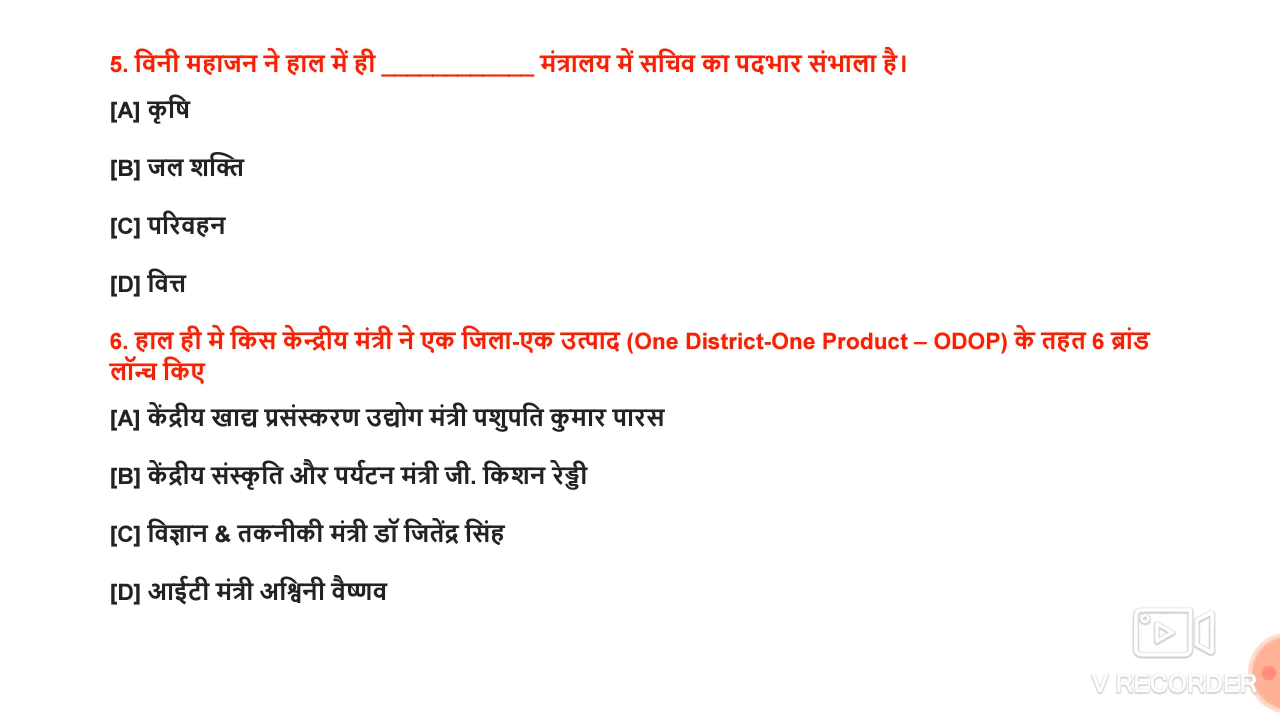 5. विनी महाजन ने हाल में ही ____________ मंत्रालय में सचिव का पदभार संभाला है।
[A] कृषि
[B] जल शक्ति
[C] परिवहन
[D] वित्त
6. हाल ही मे किस केन्द्रीय मंत्री ने एक जिला-एक उत्पाद (One District-One Product – ODOP) के तहत 6 ब्रांड
लॉन्च किए
[A] केंद्रीय खाद्य प्रसंस्करण उद्योग मंत्री पशुपति कुमार पारस
[B] केंद्रीय संस्कृति और पर्यटन मंत्री जी. किशन रेड्डी
[C] विज्ञान & तकनीकी मंत्री डॉ जितेंद्र सिंह
[D] आईटी मंत्री अश्विनी वैष्णव
V RECORDER